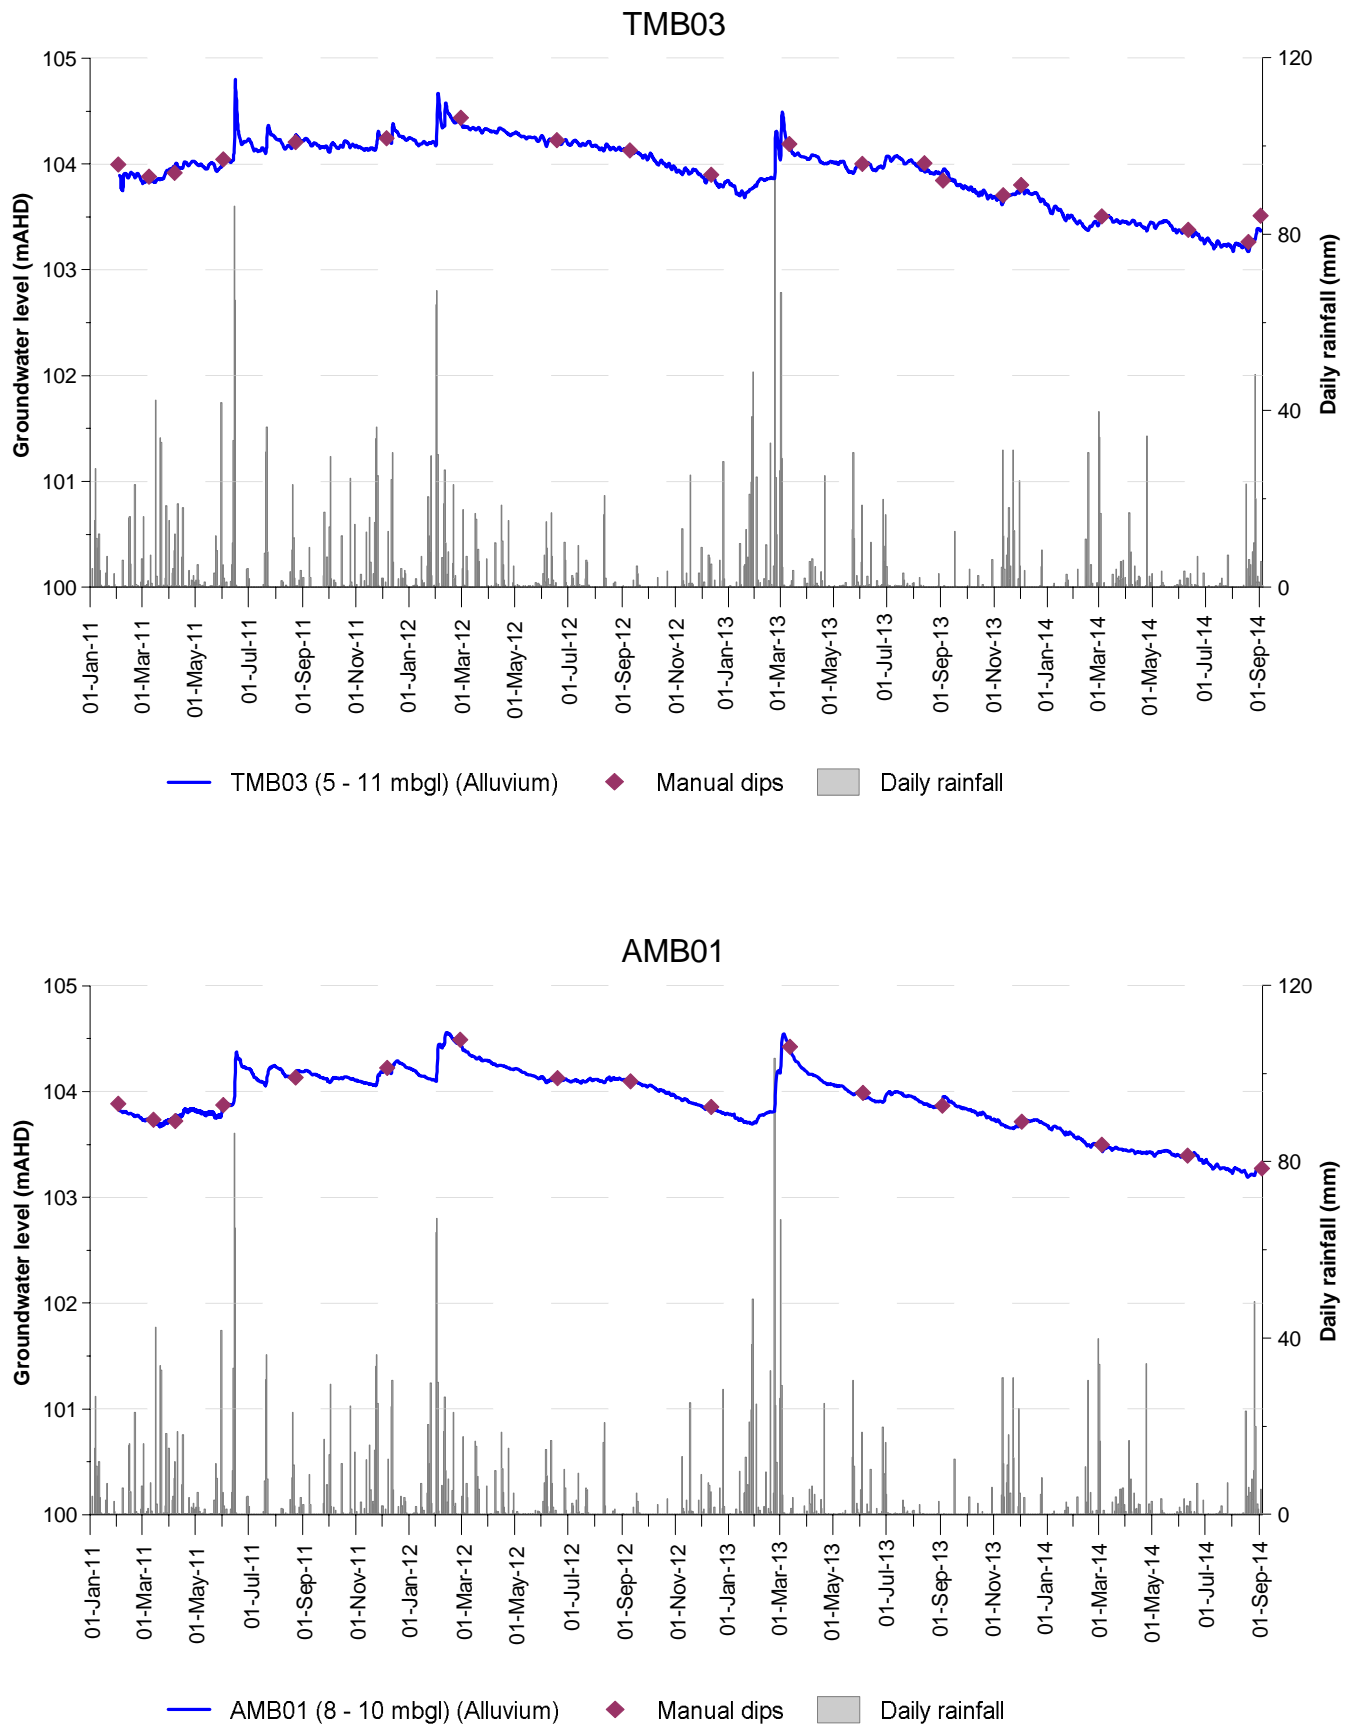 TMB03
105
104
103
102
101
100
Groundwater level (mAHD)
120
80
40
0
Daily rainfall (mm)
01-Jan-11
01-Mar-11
01-May-11
01-Jul-11
01-Sep-11
01-Nov-11
01-Jan-12
01-Mar-12
01-May-12
01-Jul-12
01-Sep-12
01-Nov-12
01-Jan-13
01-Mar-13
01-May-13
01-Jul-13
01-Sep-13
01-Nov-13
01-Jan-14
01-Mar-14
01-May-14
01-Jul-14
01-Sep-14
TMB03 (5 - 11 mbgl) (Alluvium) Manual dips Daily rainfall
AMB01
105
104
103
102
101
100
Groundwater level (mAHD)
120
80
40
0
Daily rainfall (mm)
01-Jan-11
01-Mar-11
01-May-11
01-Jul-11
01-Sep-11
01-Nov-11
01-Jan-12
01-Mar-12
01-May-12
01-Jul-12
01-Sep-12
01-Nov-12
01-Jan-13
01-Mar-13
01-May-13
01-Jul-13
01-Sep-13
01-Nov-13
01-Jan-14
01-Mar-14
01-May-14
01-Jul-14
01-Sep-14
AMB01 (8 - 10 mbgl) (Alluvium) Manual dips Daily rainfall